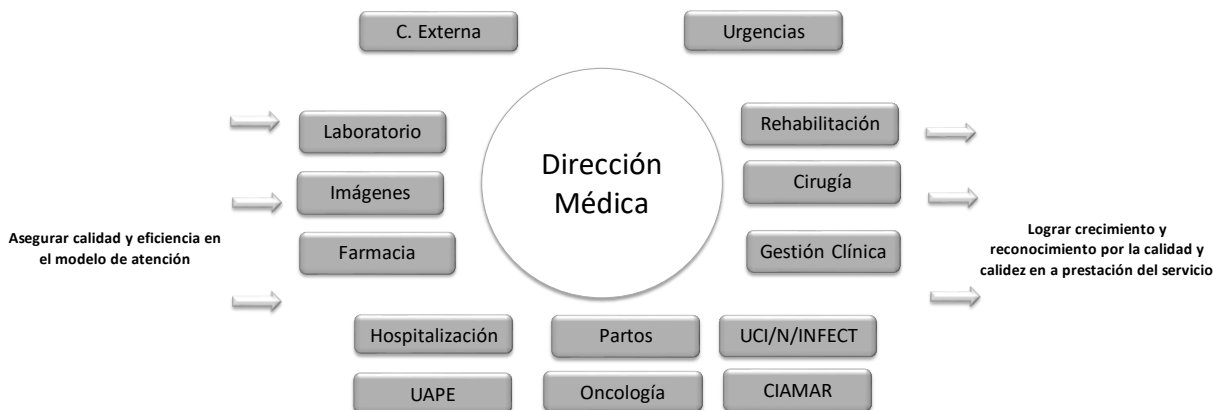 C. Externa
Urgencias
Laboratorio
Imágenes
Farmacia
Dirección
Médica
Rehabilitación
Cirugía
Gestión Clínica
Asegurar calidad y eficiencia en
el modelo de atención
Lograr crecimiento y
reconocimiento por la calidad y
calidez en a prestación del servicio
Hospitalización
Partos
UCI/N/INFECT
UAPE
Oncología
CIAMAR